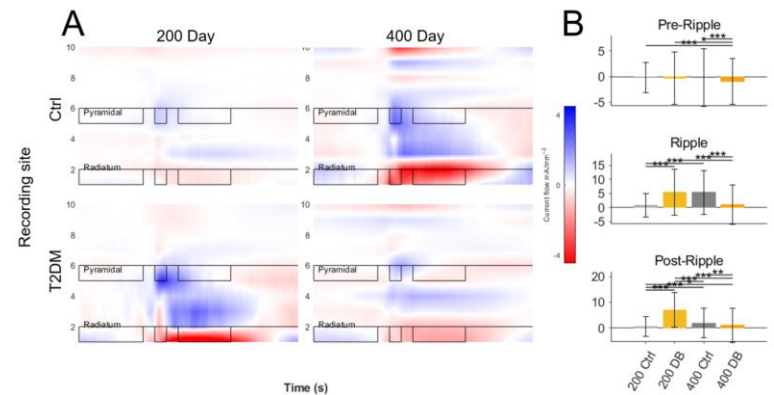 A
200 Day
400 Day
B
Pre-Ripple
Ctrl
T2DM
Recording site
10
8
6
4
2
Pyramidal
Radiatum
10
8
6
4
2
Pyramidal
Radiatum
10
8
6
4
2
Pyramidal
Radiatum
10
8
6
4
2
Pyramidal
Radiatum
Time (s)
4
0
-4
Current flow mA/mm⁻³
5
0
-5
***
****
Ripple
15
10
5
0
-5
***
***
***
***
Post-Ripple
20
10
0
***
***
**
200 Ctrl
200 DB
400 Ctrl
400 DB